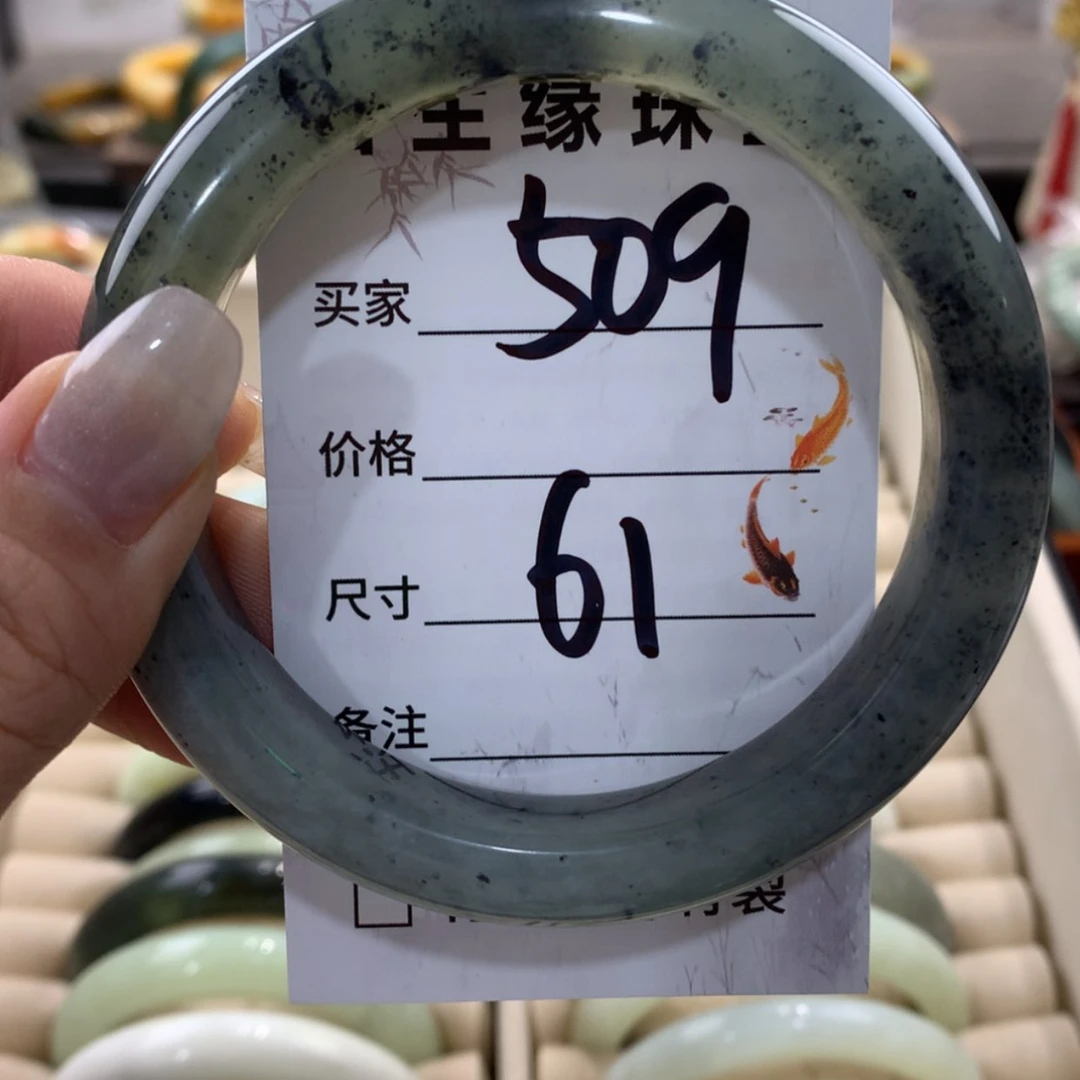 生缘珠
买家 509
价格
尺寸 61
备注